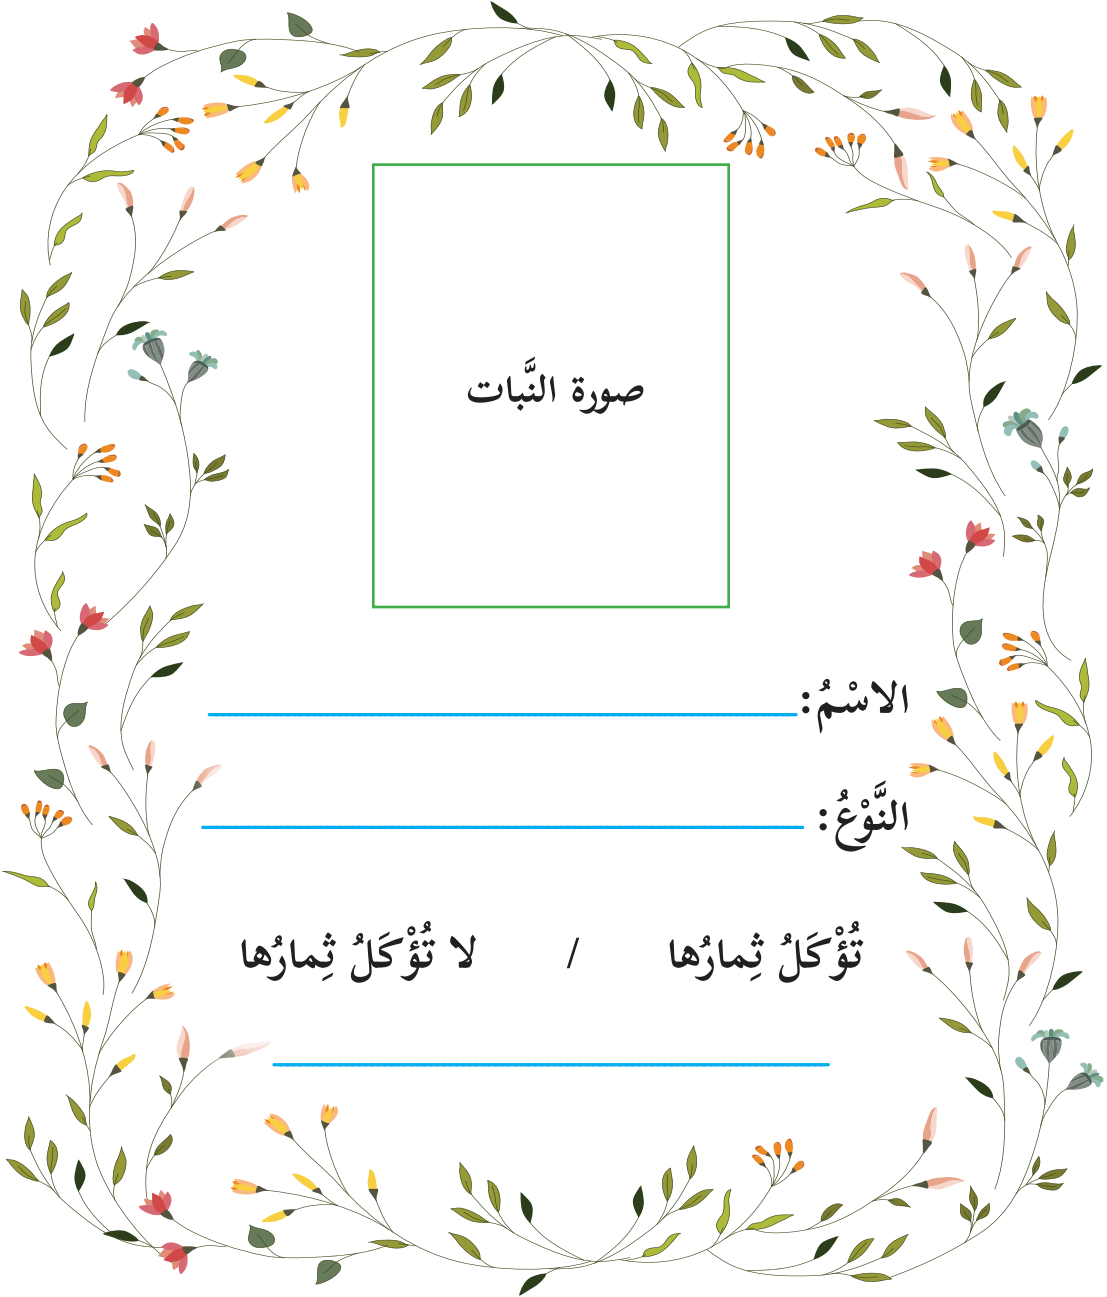 صورة النَّبات
الاسْمُ:
النَّوْعُ:
تُؤْكَلُ ثِمارُها / لا تُؤْكَلُ ثِمارُها